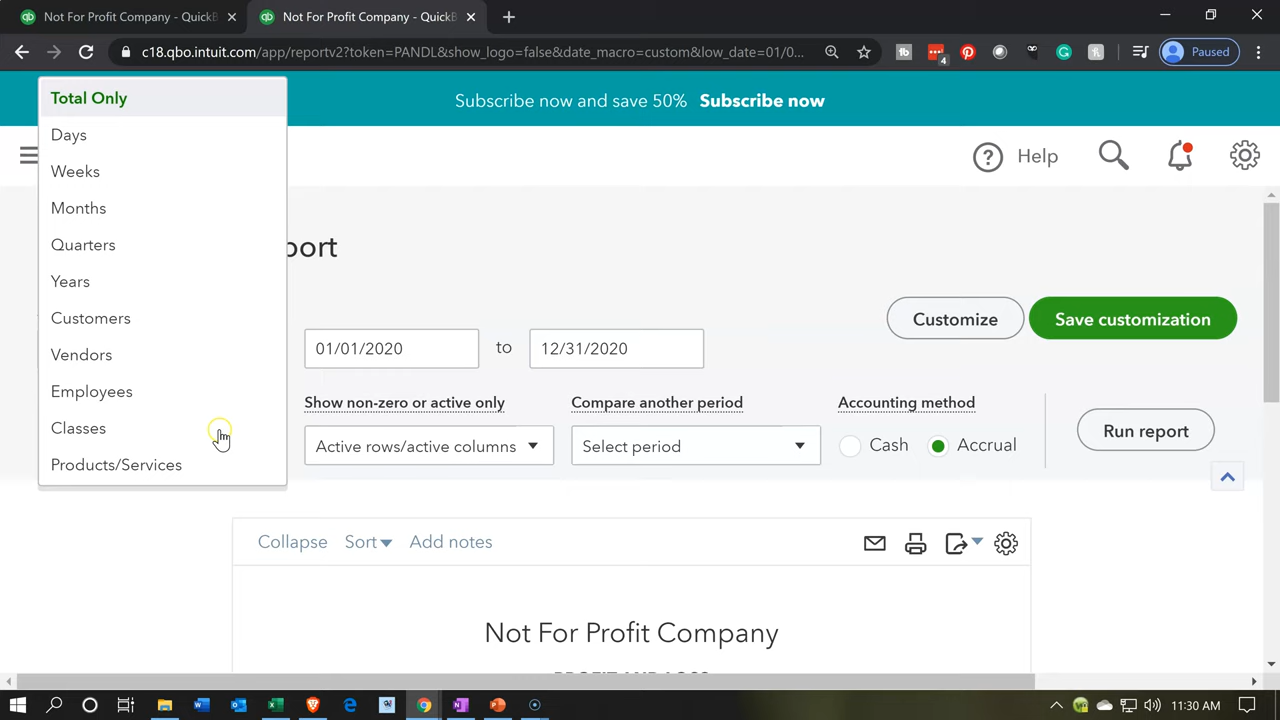 Not For Profit Company - QuickB
Not For Profit Company - QuickB
c18.qbo.intuit.com/app/reportv2?token=PANDL&show_logo=false&date_macro=custom&low_date=01/0...
4
Paused
Subscribe now and save 50% Subscribe now
Total Only
Days
Weeks
Months
Quarters
Years
Customers
Vendors
Employees
Classes
Products/Services
Help
port
01/01/2020 to 12/31/2020
Customize
Save customization
Show non-zero or active only
Compare another period
Accounting method
Active rows/active columns
Select period
Cash
Accrual
Run report
Collapse Sort Add notes
Not For Profit Company
PROFIT AND LOSS
11:30 AM